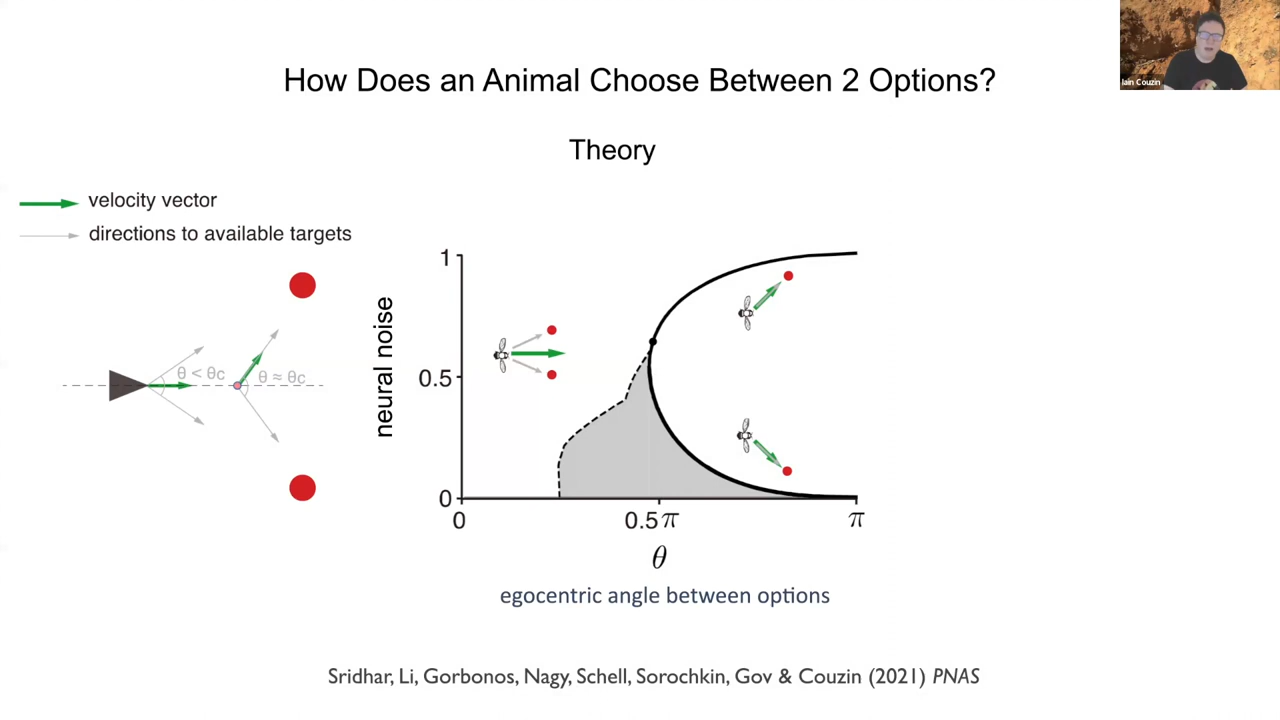 Iain Couzin
How Does an Animal Choose Between 2 Options?
Theory
velocity vector
directions to available targets
θ < θc
θ ≈ θc
neural noise
1
0.5
0
0
0.5π
π
θ
egocentric angle between options
Sridhar, Li, Gorbonos, Nagy, Schell, Sorochkin, Gov & Couzin (2021) PNAS